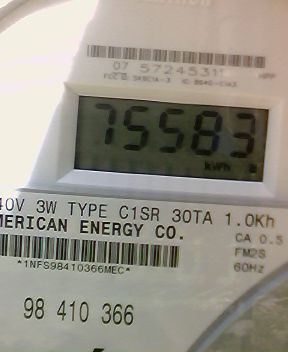 07 5724531
75583
kWh
40V 3W TYPE C1SR 30TA 1.0Kh
MERICAN ENERGY CO.
CA 0.5
FM2S
60Hz
*1NFS98410366MEC*
98 410 366